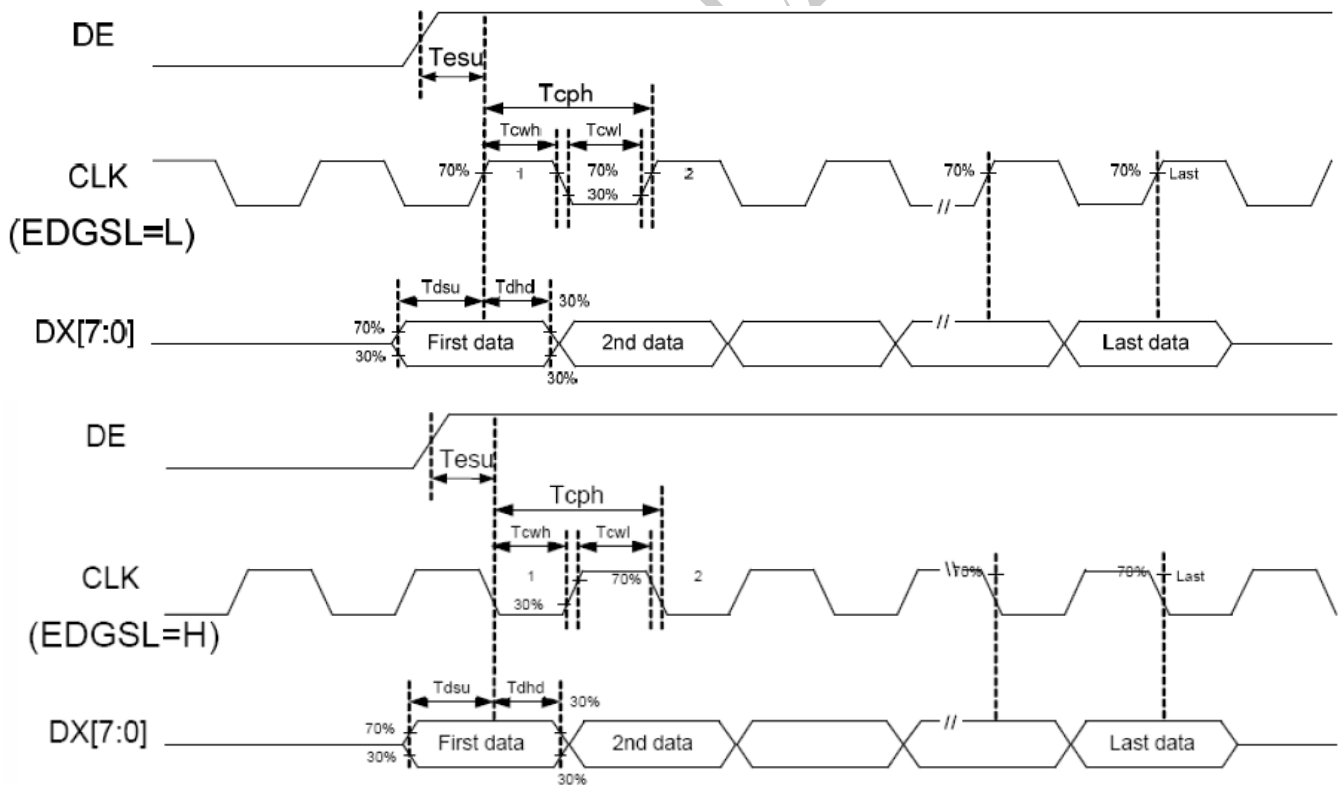 DE
Tesu
Tcph
Tcwh Tcwl
CLK 70% 1 70% 2 70% 70% Last
30%
//
(EDGSL=L)
Tdsu Tdhd 30%
DX[7:0] 70% First data 2nd data // Last data
30%
30%
DE
Tesu
Tcph
Tcwh Tcwl
CLK 1 70% 2 \\ 70% 70% Last
30%
(EDGSL=H)
Tdsu Tdhd 30%
DX[7:0] 70% First data 2nd data // Last data
30%
30%